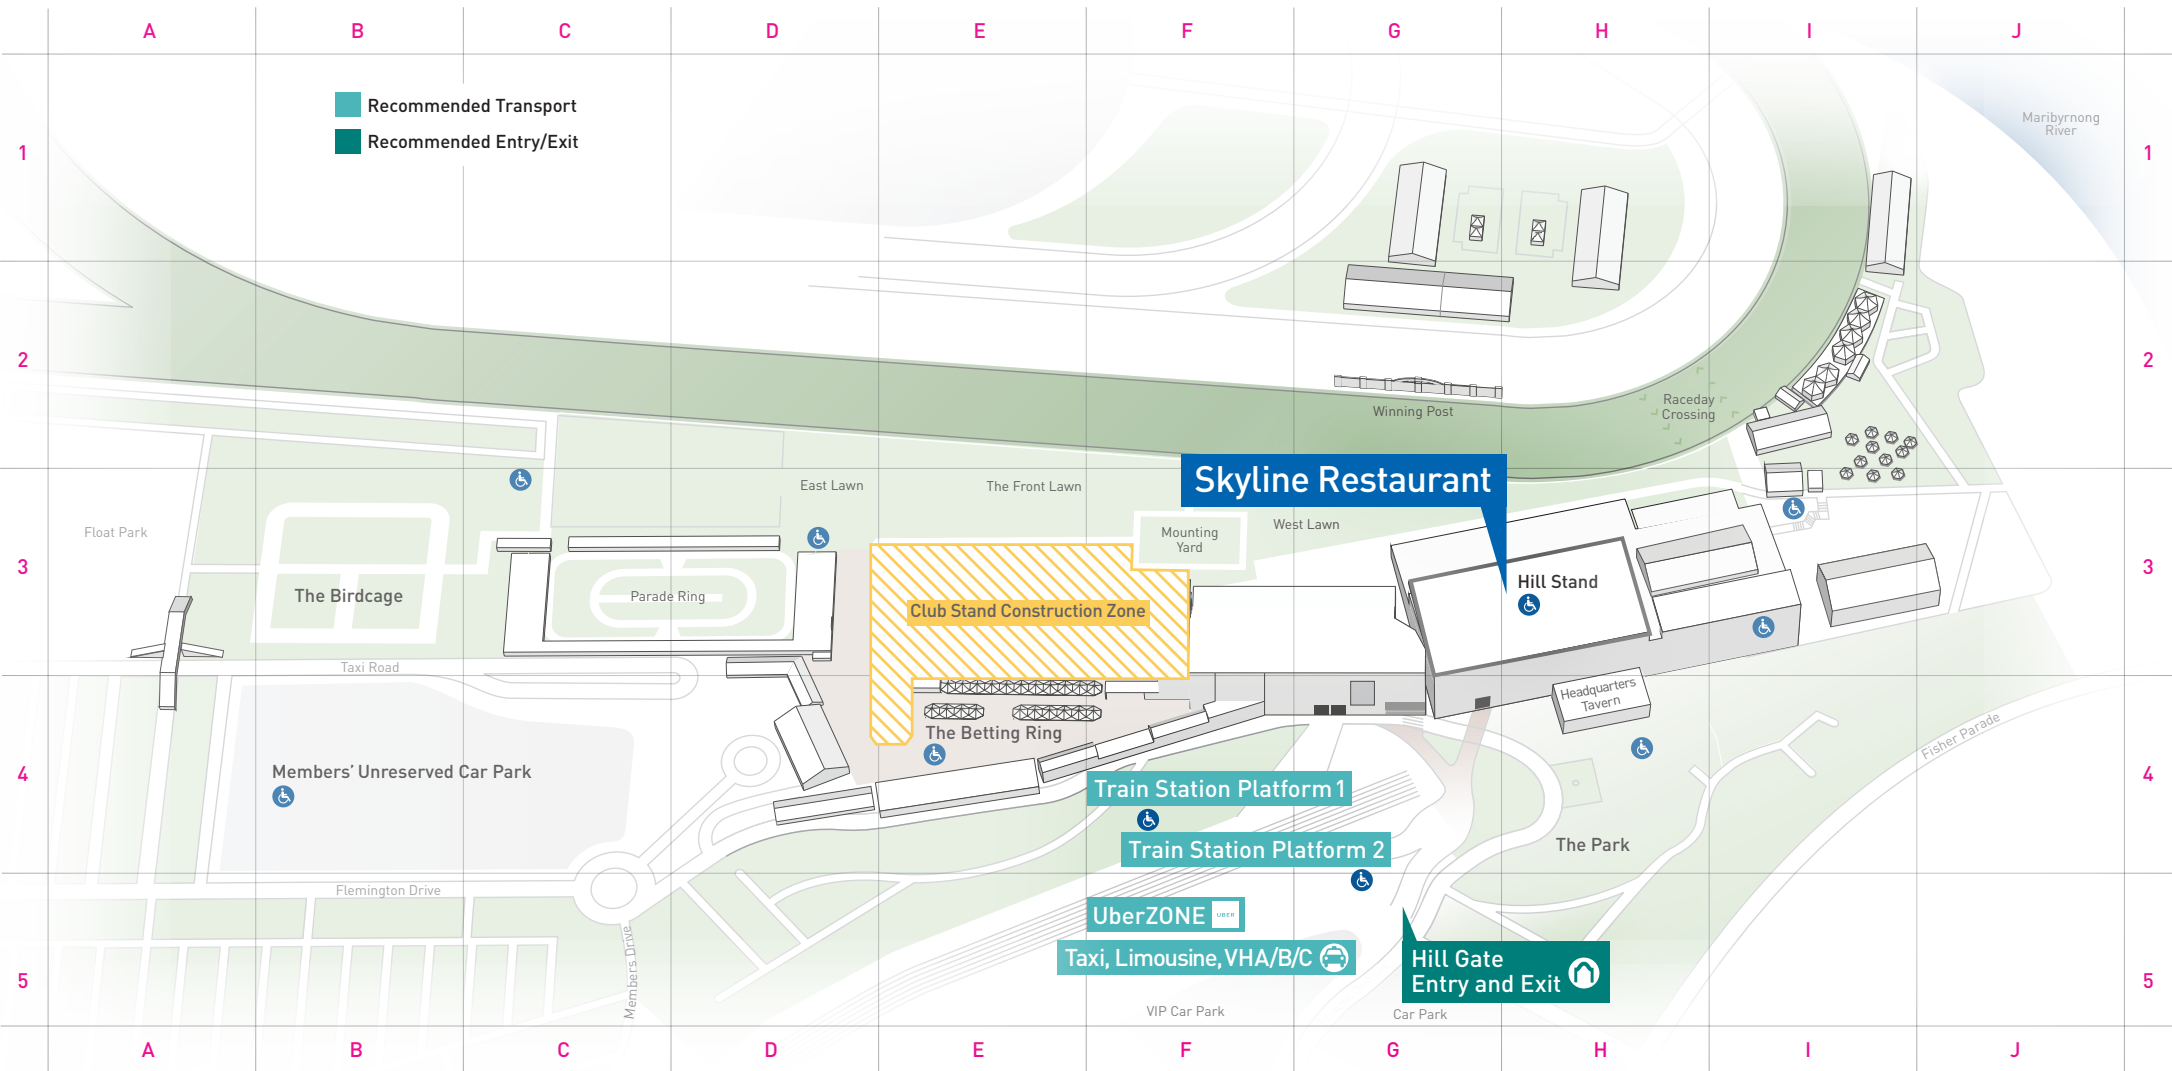 A B C D E F G H I J
Recommended Transport
Recommended Entry/Exit
Maribyrnong
River
1 1
2 2
Winning Post
Raceday
Crossing
Skyline Restaurant
East Lawn
The Front Lawn
West Lawn
Mounting
Yard
Float Park
3 3
The Birdcage
Parade Ring
Club Stand Construction Zone
Hill Stand
Taxi Road
Headquarters
Tavern
The Betting Ring
Fisher Parade
4 4
Members' Unreserved Car Park
Train Station Platform 1
Train Station Platform 2
The Park
Flemington Drive
Members Drive
UberZONE
UBER
Taxi, Limousine, VHA/B/C
Hill Gate
Entry and Exit
5 5
VIP Car Park
Car Park
A B C D E F G H I J